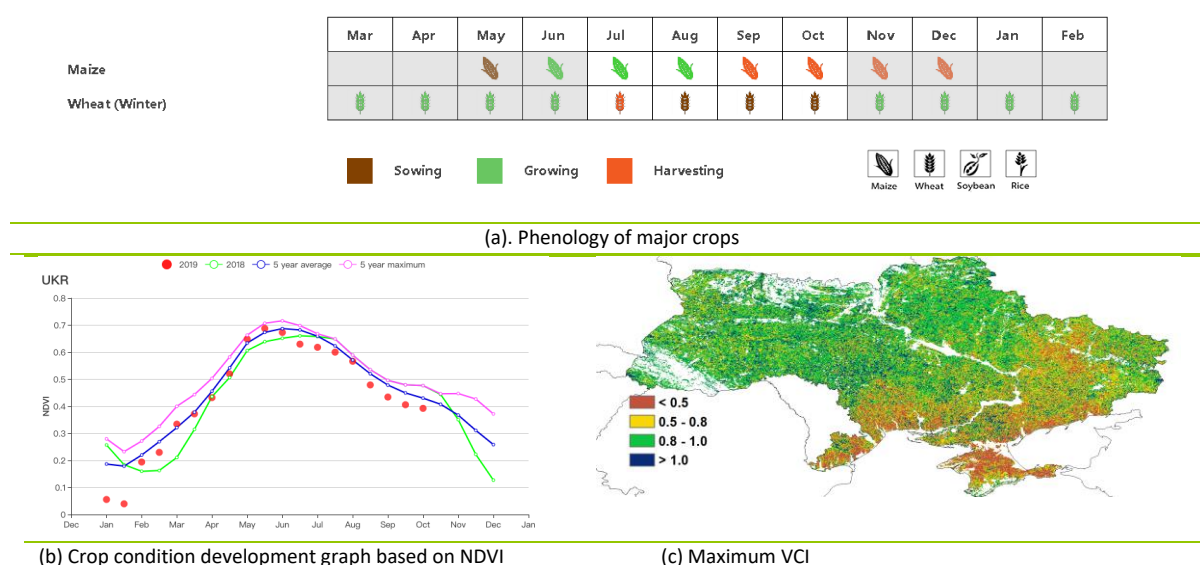 Mar Apr May Jun Jul Aug Sep Oct Nov Dec Jan Feb
Maize
Wheat (Winter)
Sowing Growing Harvesting
Maize Wheat Soybean Rice
(a). Phenology of major crops
2019 2018 5 year average 5 year maximum
UKR
0.8
0.7
0.6
0.5
0.4
0.3
0.2
0.1
0
NDVI
Dec Jan Feb Mar Apr May Jun Jul Aug Sep Oct Nov Dec Jan
< 0.5
0.5 - 0.8
0.8 - 1.0
> 1.0
(b) Crop condition development graph based on NDVI
(c) Maximum VCI